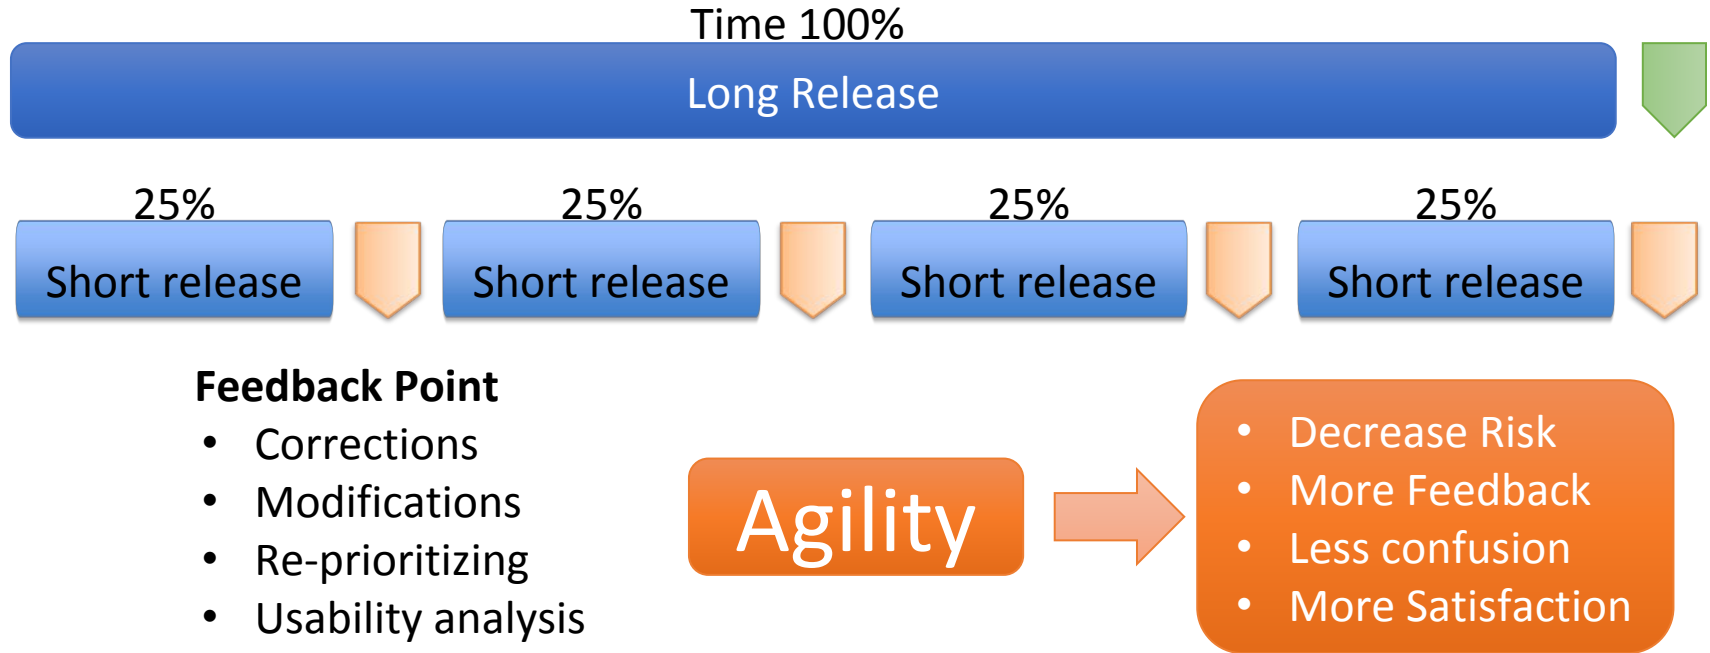 Time 100%
Long Release
25% 25% 25% 25%
Short release Short release Short release Short release
Feedback Point
• Corrections
• Modifications
• Re-prioritizing
• Usability analysis
Agility
• Decrease Risk
• More Feedback
• Less confusion
• More Satisfaction